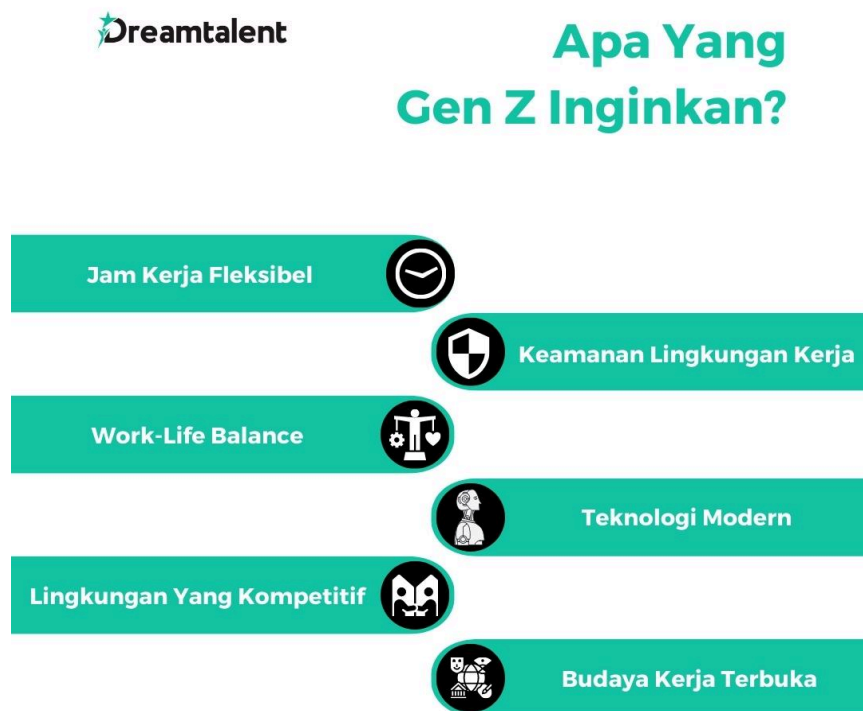 Dreamtalent
Apa Yang
Gen Z Inginkan?
Jam Kerja Fleksibel
Keamanan Lingkungan Kerja
Work-Life Balance
Teknologi Modern
Lingkungan Yang Kompetitif
Budaya Kerja Terbuka